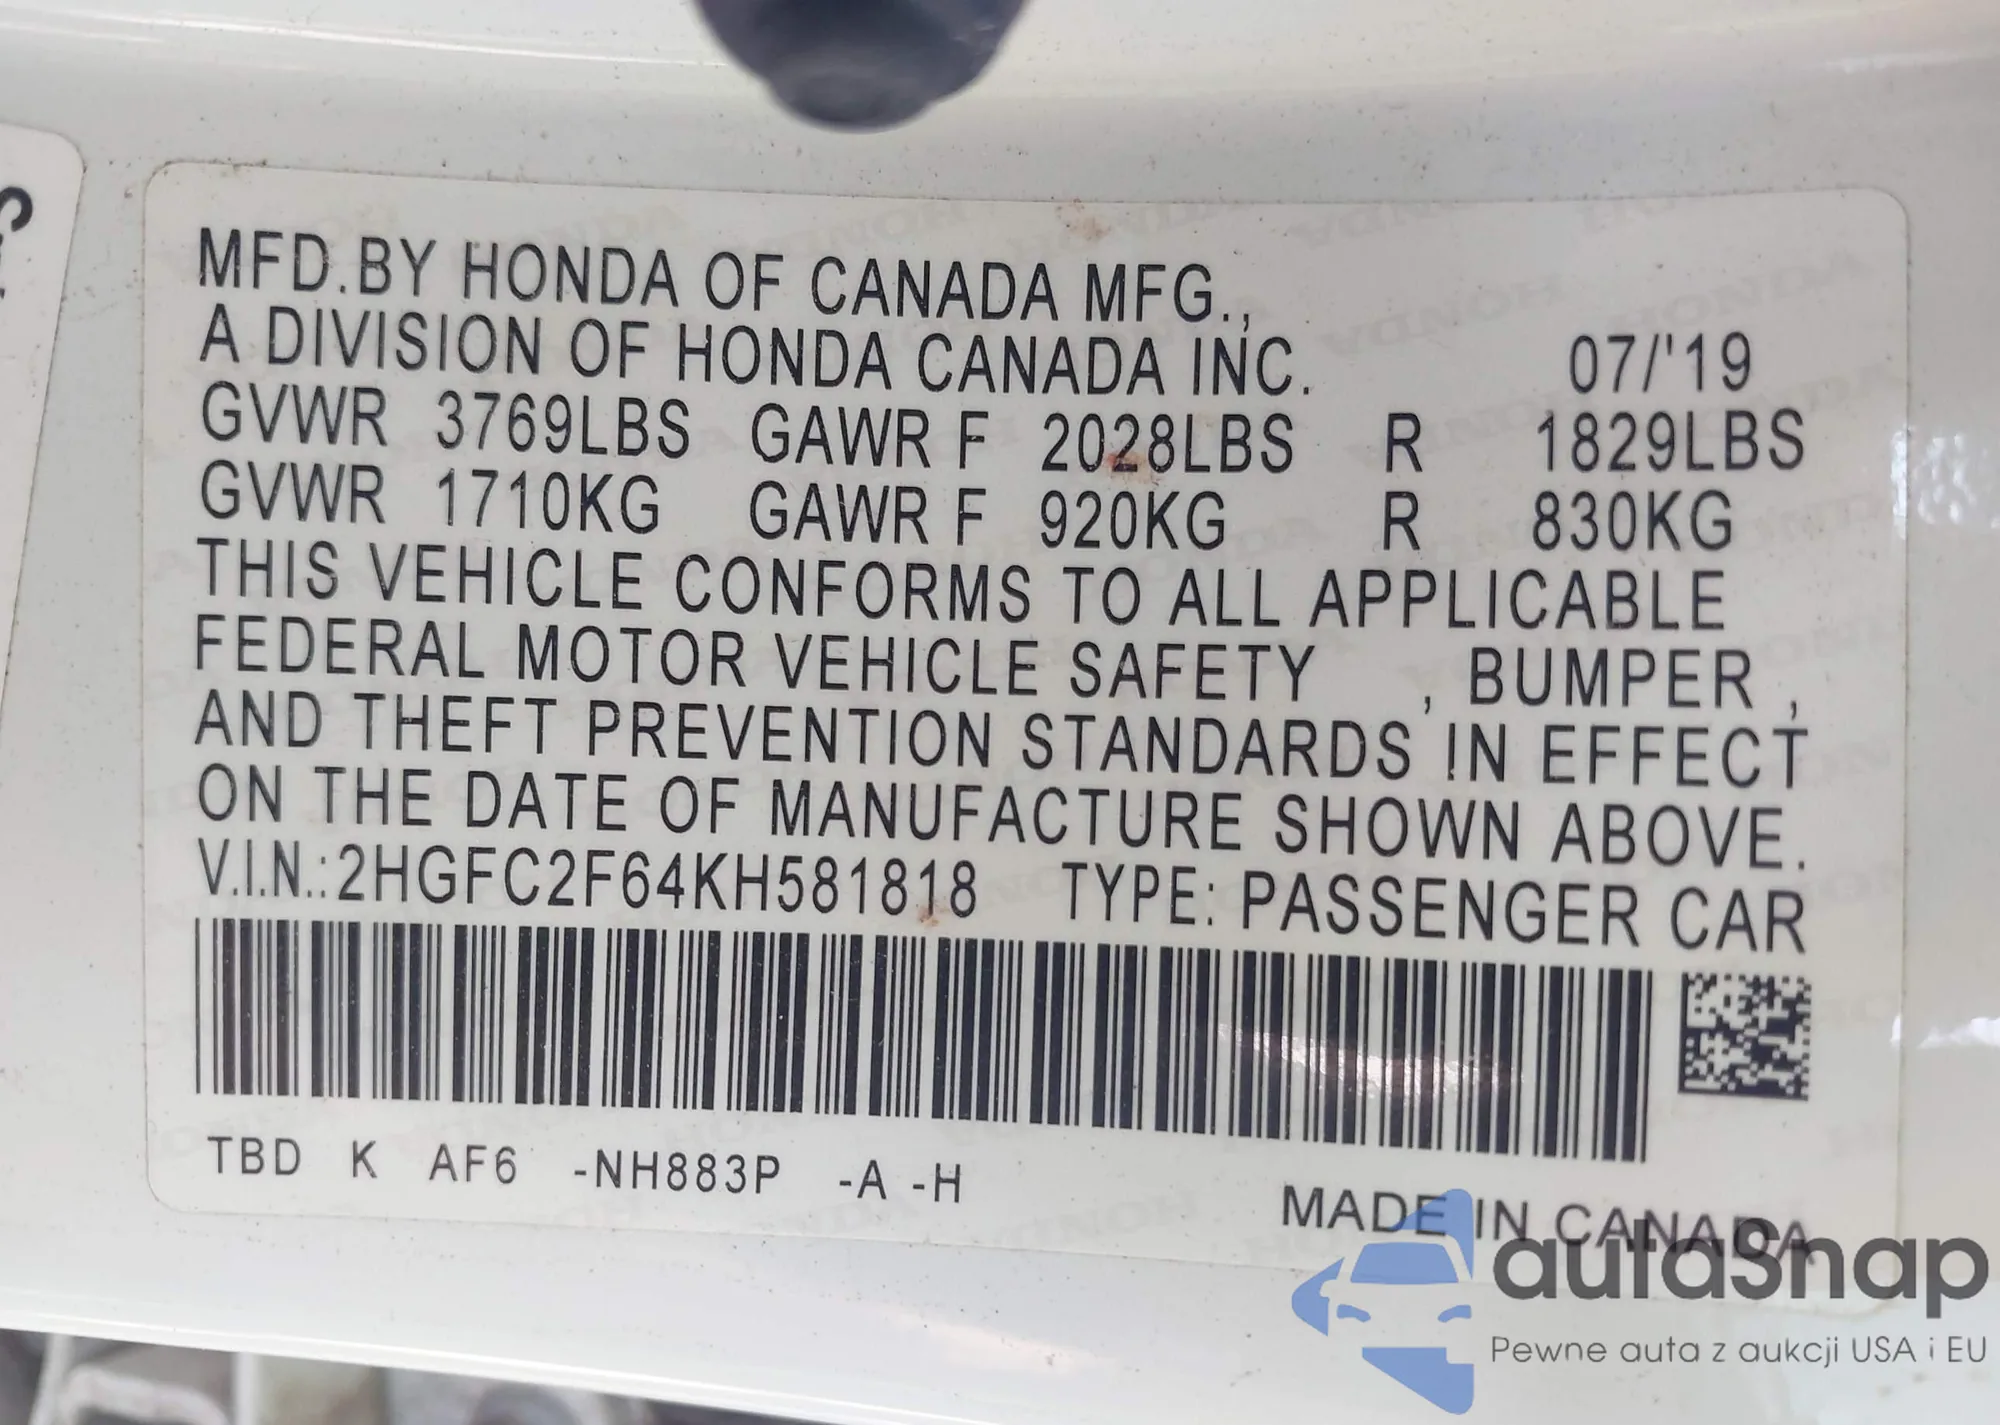 MFD.BY HONDA OF CANADA MFG.,
A DIVISION OF HONDA CANADA INC. 07/'19
GVWR 3769LBS GAWR F 2028LBS R 1829LBS
GVWR 1710KG GAWR F 920KG R 830KG
THIS VEHICLE CONFORMS TO ALL APPLICABLE
FEDERAL MOTOR VEHICLE SAFETY , BUMPER ,
AND THEFT PREVENTION STANDARDS IN EFFECT
ON THE DATE OF MANUFACTURE SHOWN ABOVE.
V.I.N.:2HGFC2F64KH581818 TYPE: PASSENGER CAR
TBD K AF6 -NH883P -A -H
MADE IN CANADA
autaSnap
Pewne auta z aukcji USA i EU